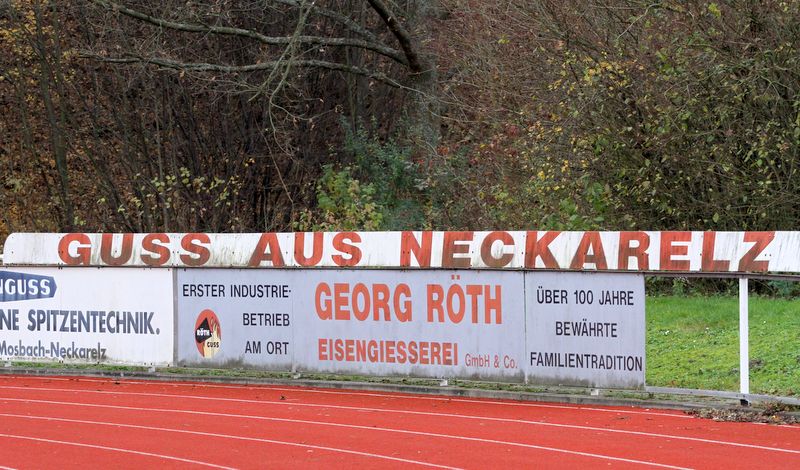 GUSS AUS NECKARELZ
UGUSS
NE SPITZENTECHNIK.
Mosbach-Neckarelz
ERSTER INDUSTRIE-
BETRIEB
AM ORT
RÖTH
GUSS
GEORG RÖTH
EISENGIESSEREI GmbH & Co.
ÜBER 100 JAHRE
BEWÄHRTE
FAMILIENTRADITION